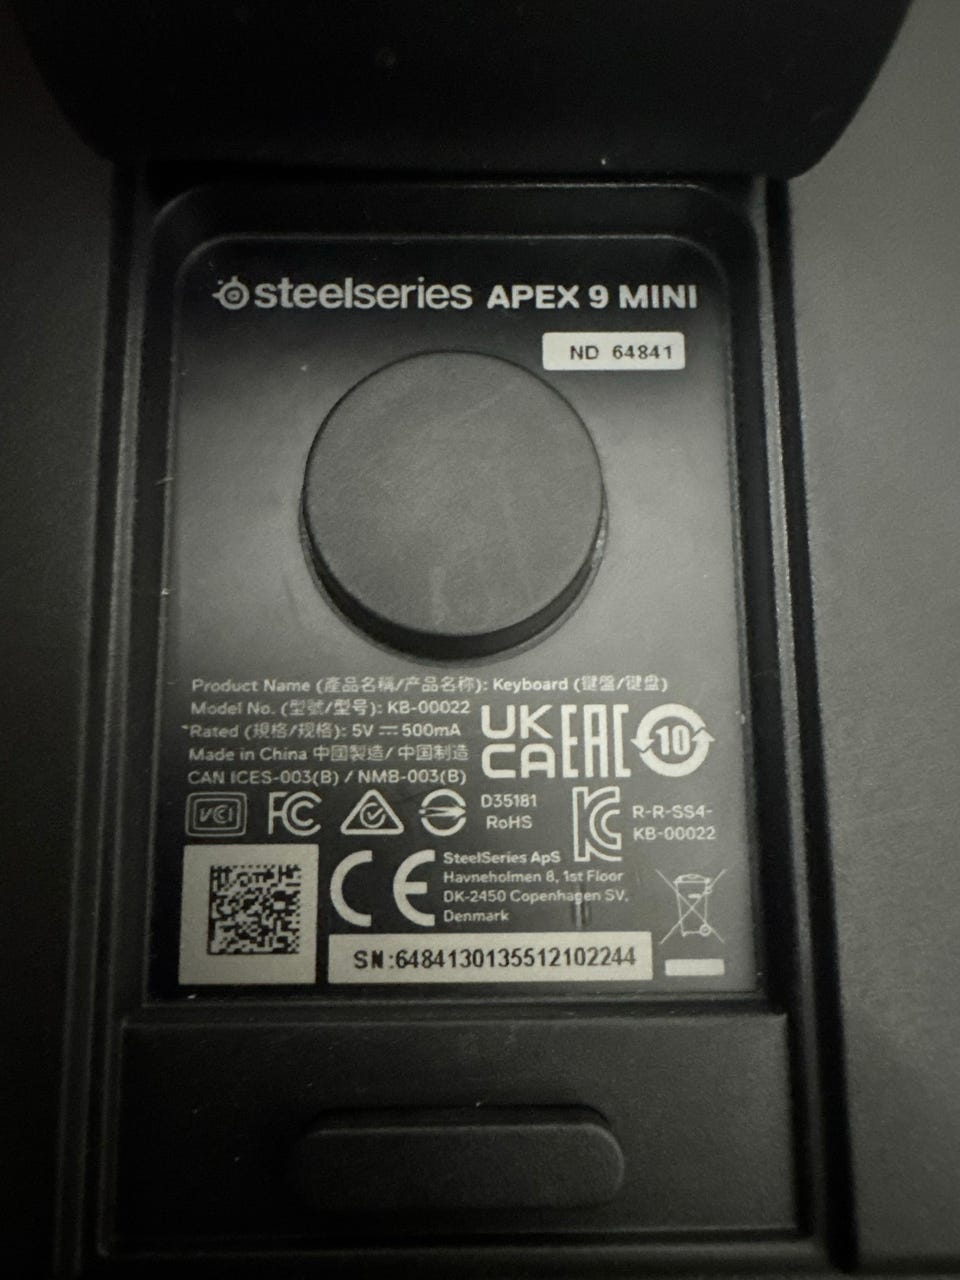 steelseries APEX 9 MINI
ND 64841
Product Name (產品名稱/产品名称): Keyboard (鍵盤/键盘)
Model No. (型號/型号): KB-00022
Rated (規格/规格): 5V ⎓ 500mA
Made in China 中國製造/ 中国制造
CAN ICES-003(B) / NMB-003(B)
UK
CA
EAC
10
VCI
FC
D35181
RoHS
KC
R-R-SS4-
KB-00022
CE
SteelSeries ApS
Havneholmen 8, 1st Floor
DK-2450 Copenhagen SV,
Denmark
SN:6484130135512102244